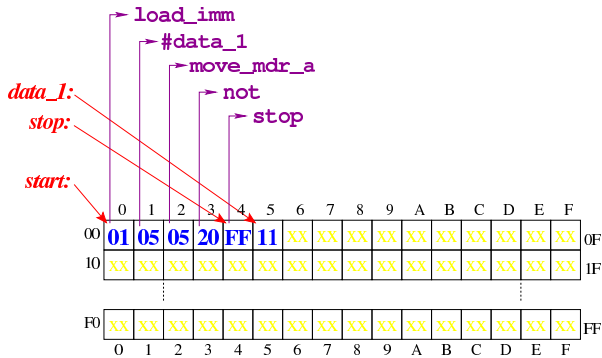 load_imm
#data_1
move_mdr_a
data_1:
not
stop:
stop
start:
0 1 2 3 4 5 6 7 8 9 A B C D E F
00 01 05 05 20 FF 11 xx xx xx xx xx xx xx xx xx xx 0F
10 xx xx xx xx xx xx xx xx xx xx xx xx xx xx xx xx 1F
F0 xx xx xx xx xx xx xx xx xx xx xx xx xx xx xx xx FF
0 1 2 3 4 5 6 7 8 9 A B C D E F